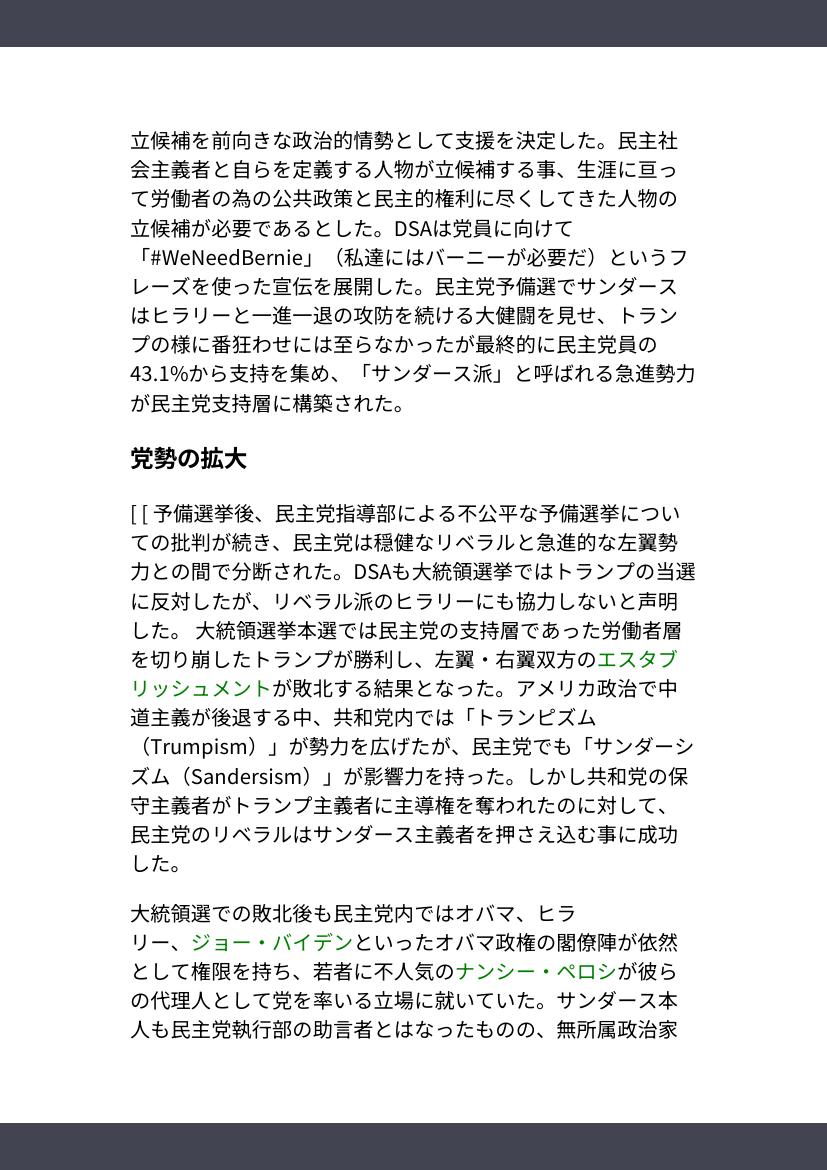 立候補を前向きな政治的情勢として支援を決定した。民主社
会主義者と自らを定義する人物が立候補する事、生涯に亘っ
て労働者の為の公共政策と民主的権利に尽くしてきた人物の
立候補が必要であるとした。DSAは党員に向けて
「#WeNeedBernie」（私達にはバーニーが必要だ）というフ
レーズを使った宣伝を展開した。民主党予備選でサンダース
はヒラリーと一進一退の攻防を続ける大健闘を見せ、トラン
プの様に番狂わせには至らなかったが最終的に民主党員の
43.1%から支持を集め、「サンダース派」と呼ばれる急進勢力
が民主党支持層に構築された。
党勢の拡大
[ [ 予備選挙後、民主党指導部による不公平な予備選挙につい
ての批判が続き、民主党は穏健なリベラルと急進的な左翼勢
力との間で分断された。DSAも大統領選挙ではトランプの当選
に反対したが、リベラル派のヒラリーにも協力しないと声明
した。 大統領選挙本選では民主党の支持層であった労働者層
を切り崩したトランプが勝利し、左翼・右翼双方のエスタブ
リッシュメントが敗北する結果となった。アメリカ政治で中
道主義が後退する中、共和党内では「トランピズム
（Trumpism）」が勢力を広げたが、民主党でも「サンダーシ
ズム（Sandersism）」が影響力を持った。しかし共和党の保
守主義者がトランプ主義者に主導権を奪われたのに対して、
民主党のリベラルはサンダース主義者を押さえ込む事に成功
した。
大統領選での敗北後も民主党内ではオバマ、ヒラ
リー、ジョー・バイデンといったオバマ政権の閣僚陣が依然
として権限を持ち、若者に不人気のナンシー・ペロシが彼ら
の代理人として党を率いる立場に就いていた。サンダース本
人も民主党執行部の助言者とはなったものの、無所属政治家